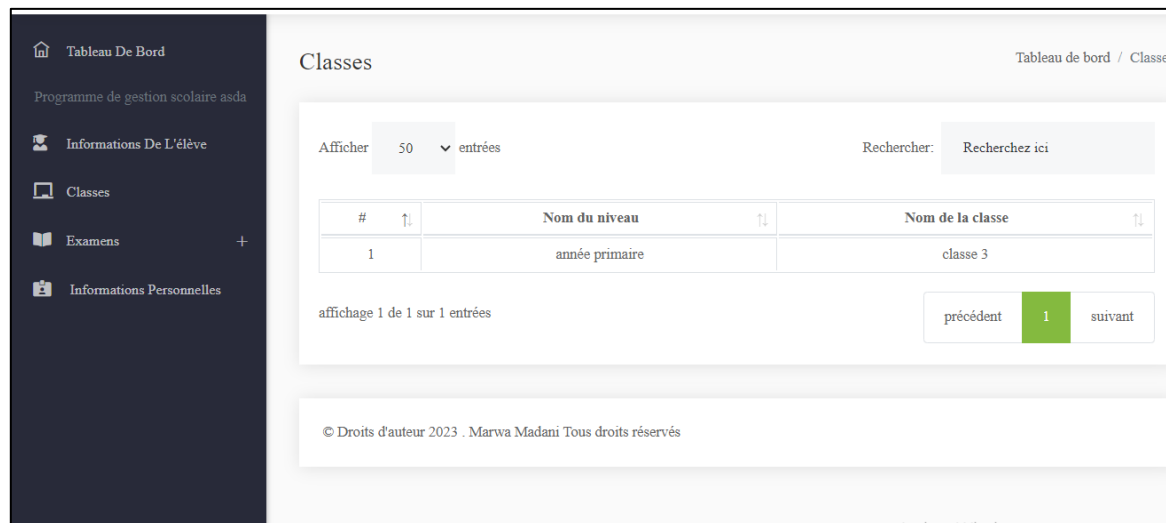 Tableau De Bord
Programme de gestion scolaire asda
Informations De L'élève
Classes
Examens +
Informations Personnelles
Classes
Tableau de bord / Classe
Afficher 50 entrées
Rechercher: Recherchez ici
# Nom du niveau Nom de la classe
1 année primaire classe 3
affichage 1 de 1 sur 1 entrées
précédent 1 suivant
© Droits d'auteur 2023 . Marwa Madani Tous droits réservés